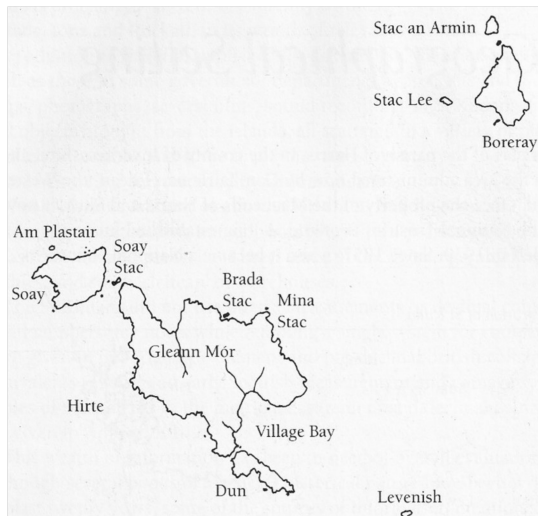 Stac an Armin
Stac Lee
Boreray
Am Plastair
Soay
Stac
Soay
Brada
Stac
Mina
Stac
Gleann Mór
Hirte
Village Bay
Dun
Levenish